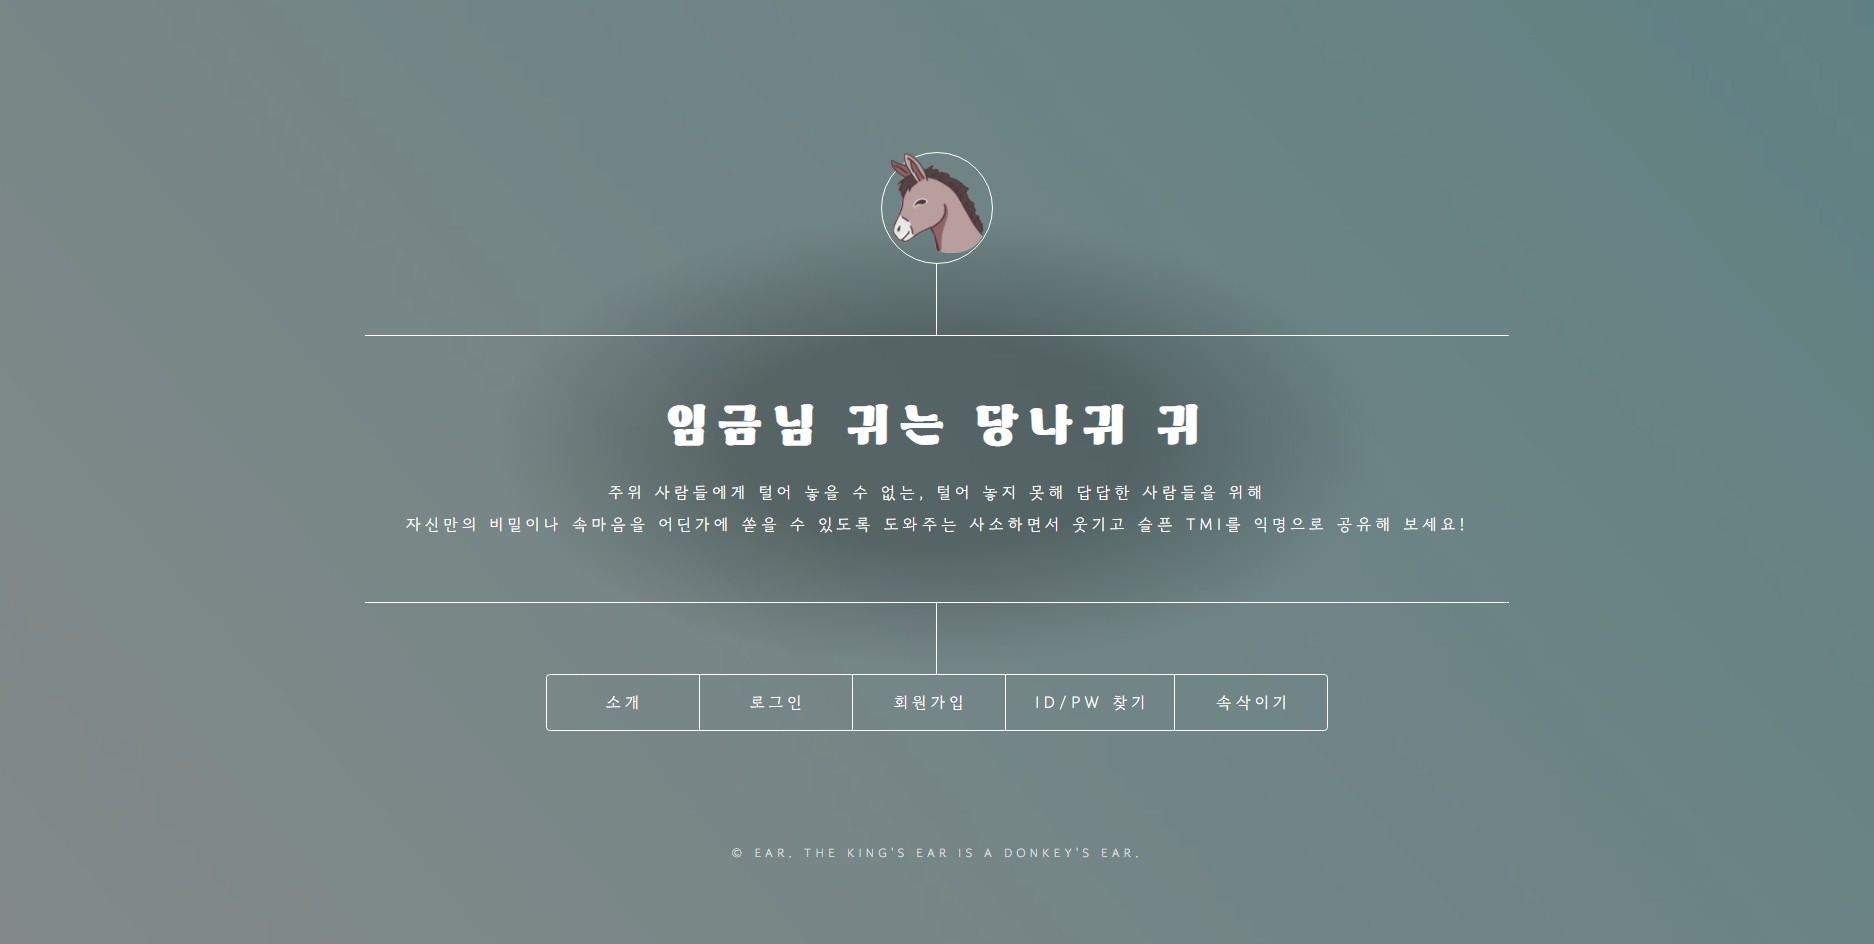 임금님 귀는 당나귀 귀
주위 사람들에게 털어 놓을 수 없는, 털어 놓지 못해 답답한 사람들을 위해
자신만의 비밀이나 속마음을 어딘가에 쏟을 수 있도록 도와주는 사소하면서 웃기고 슬픈 TMI를 익명으로 공유해 보세요!
소개
로그인
회원가입
ID/PW 찾기
속삭이기
© EAR. THE KING'S EAR IS A DONKEY'S EAR.